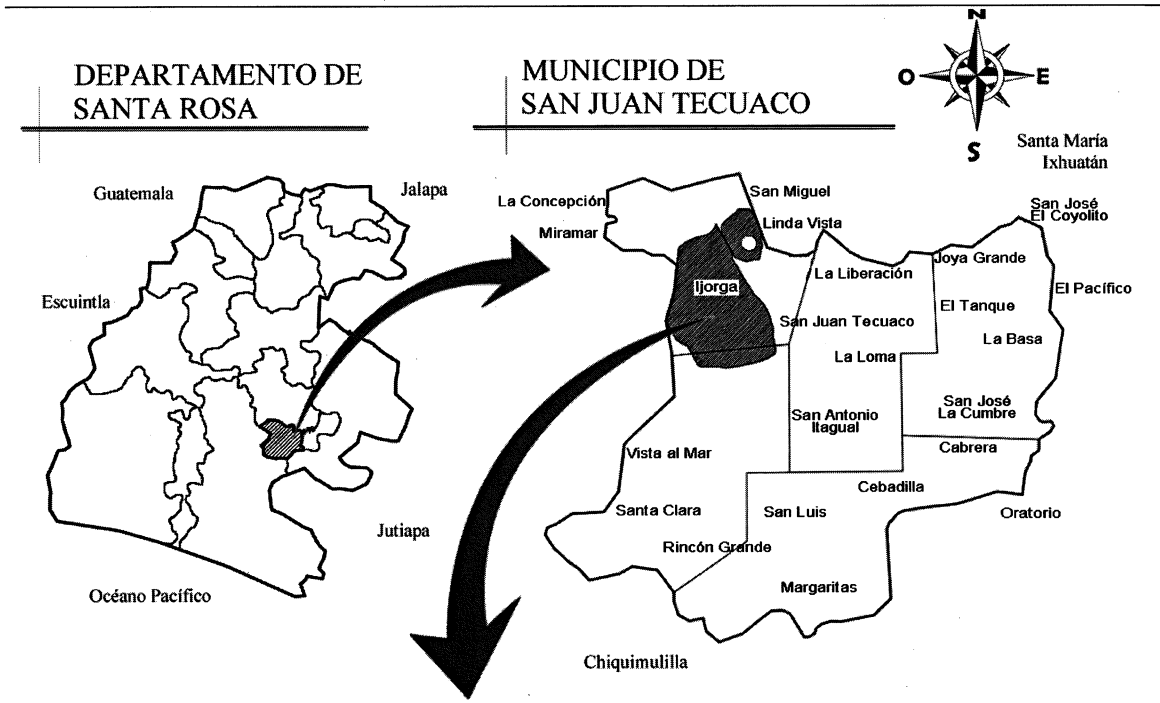 DEPARTAMENTO DE
SANTA ROSA
MUNICIPIO DE
SAN JUAN TECUACO
N
O
E
S
Guatemala
Jalapa
Escuintla
Jutiapa
Océano Pacífico
Santa María
Ixhuatán
La Concepción
San Miguel
Miramar
Linda Vista
San José
El Coyolito
Joya Grande
La Liberación
Ijorga
El Pacífico
El Tanque
San Juan Tecuaco
La Basa
La Loma
San José
La Cumbre
San Antonio
Itagual
Vista al Mar
Cabrera
Cebadilla
Santa Clara
San Luis
Oratorio
Rincón Grande
Margaritas
Chiquimulilla